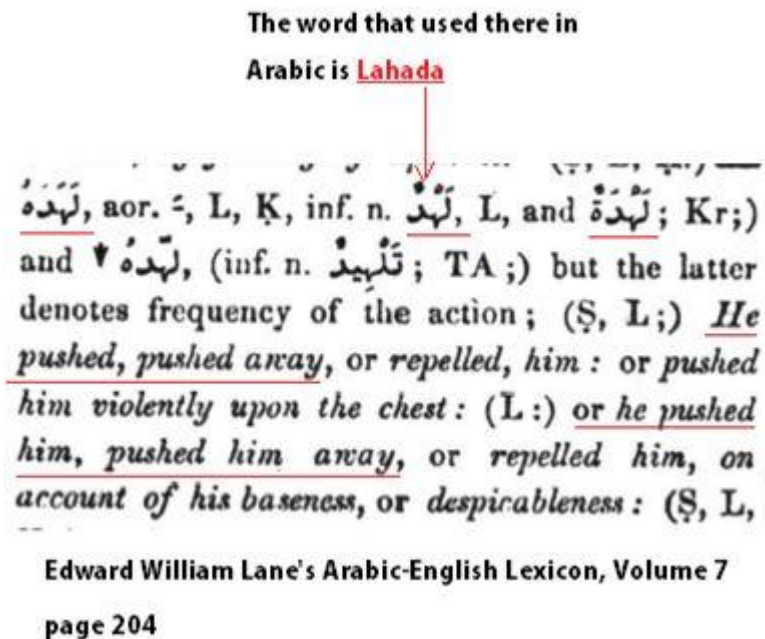 The word that used there in
Arabic is Lahada
لَهَدَهُ, aor. ـَ, L, Ḳ, inf. n. لَهْدٌ, L, and لَهْدَةٌ; Kr;)
and ▼ لهّدهُ, (inf. n. تَلْهِيدٌ; TA;) but the latter
denotes frequency of the action; (Ṣ, L;) He
pushed, pushed away, or repelled, him: or pushed
him violently upon the chest: (L:) or he pushed
him, pushed him away, or repelled him, on
account of his baseness, or despicableness: (Ṣ, L,
Edward William Lane's Arabic-English Lexicon, Volume 7
page 204